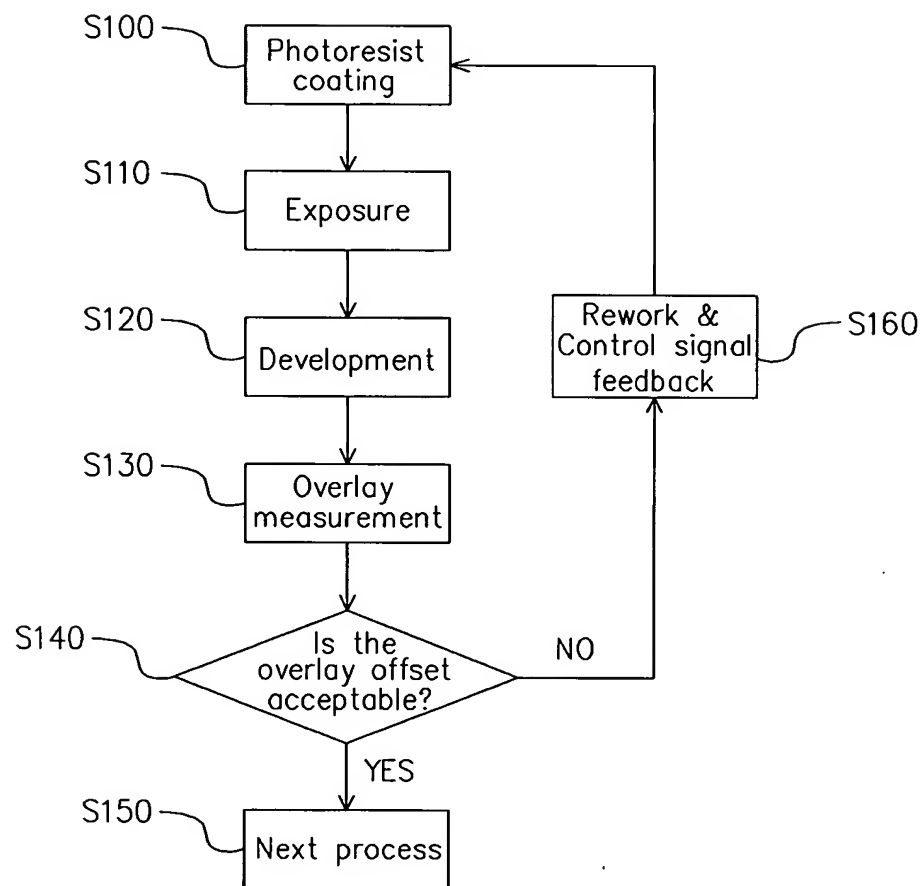 S100
Photoresist
coating
S110
Exposure
S120
Development
Rework &
Control signal
feedback
S160
S130
Overlay
measurement
S140
Is the
overlay offset
acceptable?
NO
YES
S150
Next process